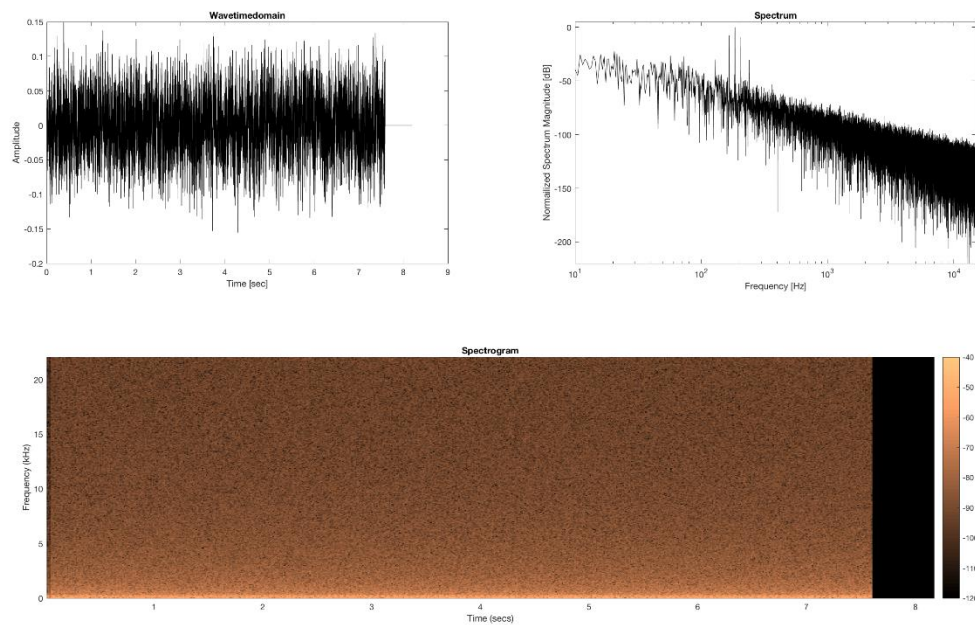 Wavetimedomain
0.15
0.1
0.05
0
-0.05
-0.1
-0.15
-0.2
Amplitude
0 1 2 3 4 5 6 7 8 9
Time [sec]
Spectrum
0
-50
-100
-150
-200
Normailized Spectrum Magnitude [dB]
10^1 10^2 10^3 10^4
Frequency [Hz]
Spectrogram
20
15
10
5
0
Frequency (kHz)
1 2 3 4 5 6 7 8
Time (secs)
-40
-50
-60
-70
-80
-90
-100
-110
-120